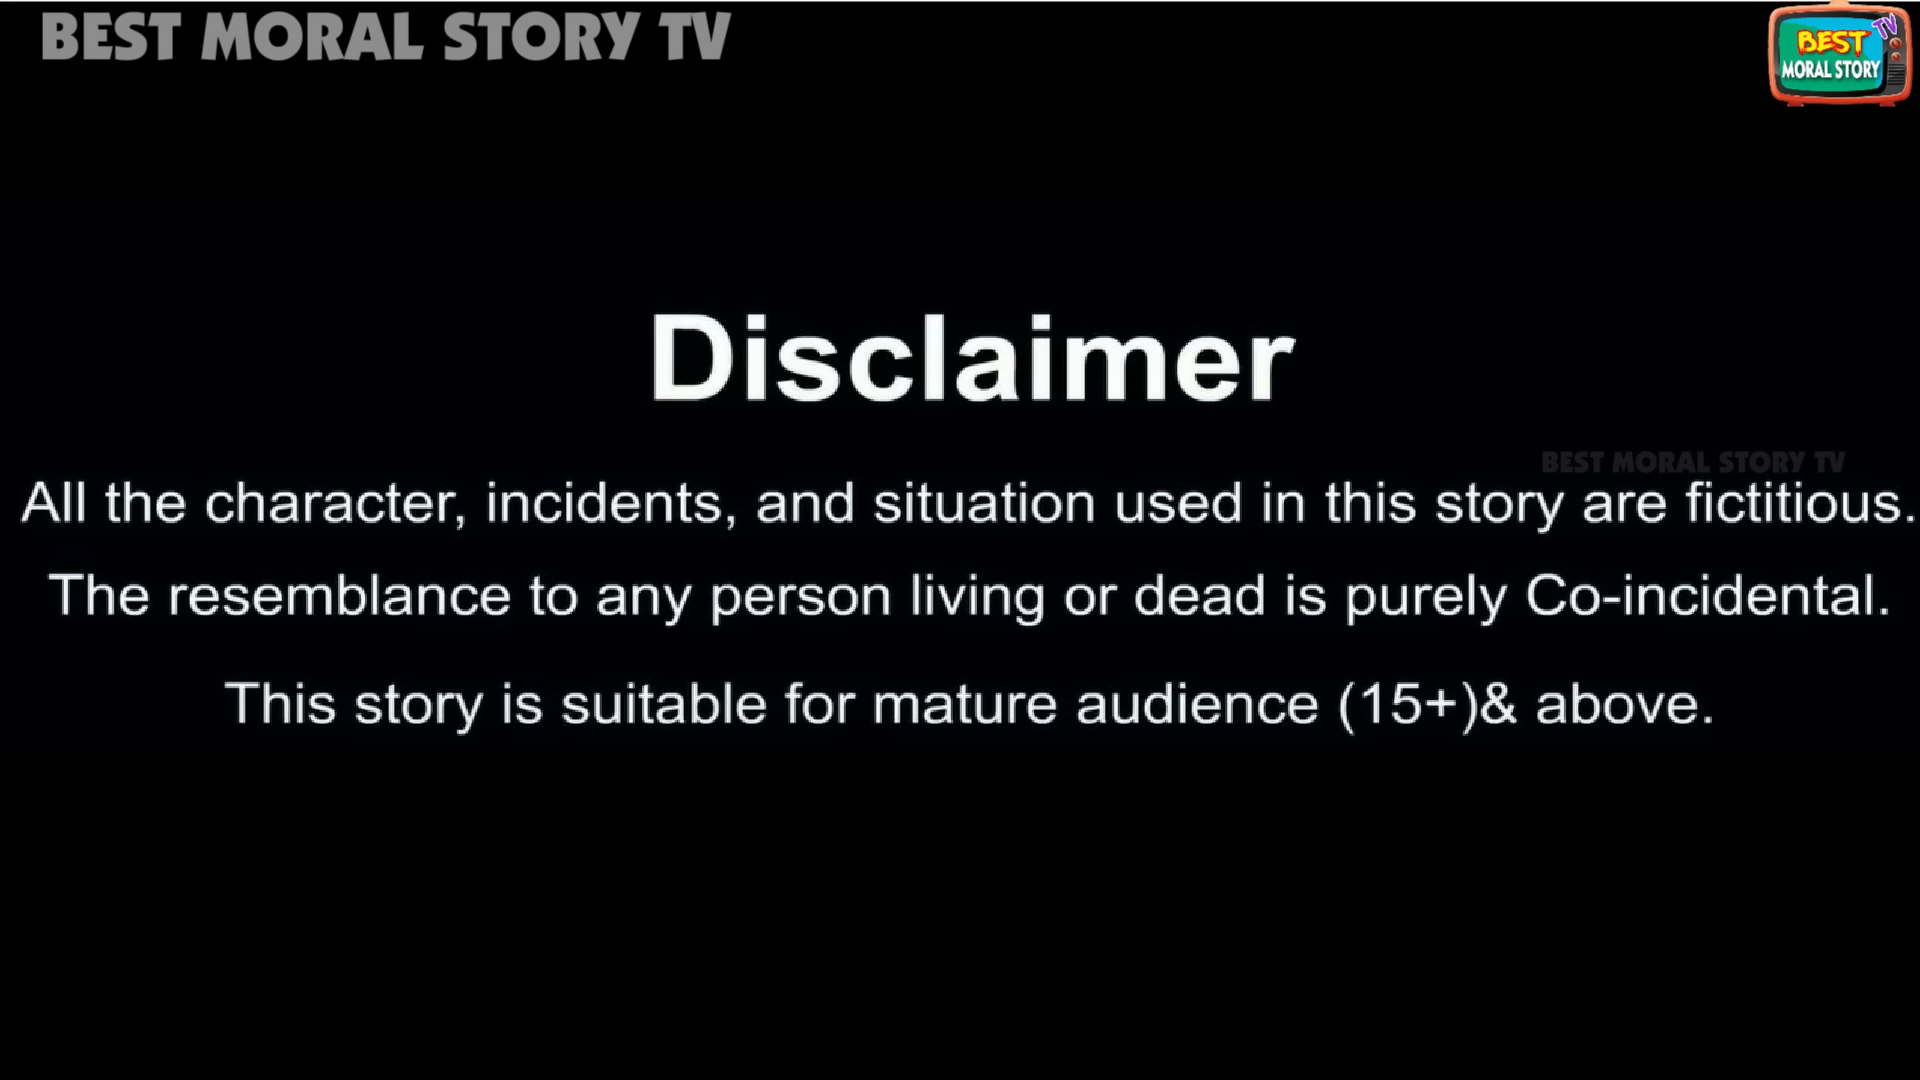 BEST MORAL STORY TV
BEST TV
MORAL STORY
Disclaimer
BEST MORAL STORY TV
All the character, incidents, and situation used in this story are fictitious.
The resemblance to any person living or dead is purely Co-incidental.
This story is suitable for mature audience (15+)& above.